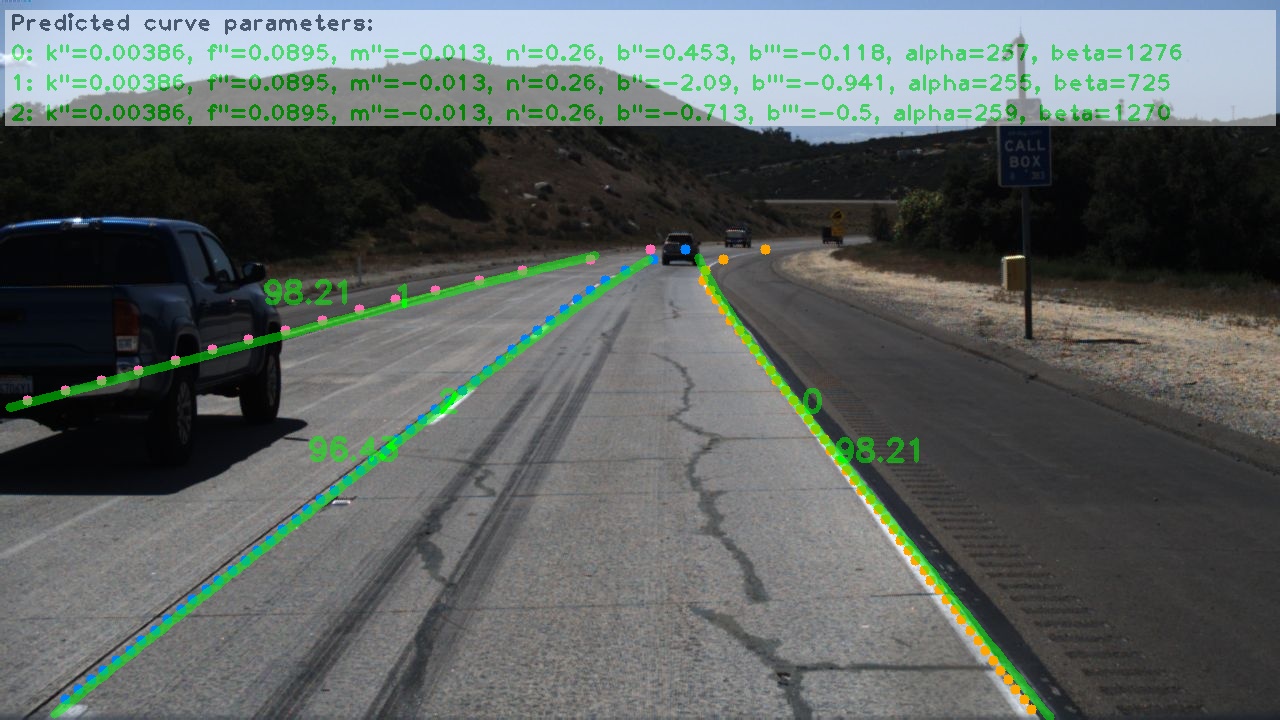 Predicted curve parameters:
0: k"=0.00386, f"=0.0895, m"=-0.013, n'=0.26, b"=0.453, b'"=-0.118, alpha=257, beta=1276
1: k"=0.00386, f"=0.0895, m"=-0.013, n'=0.26, b"=-2.09, b'"=-0.941, alpha=255, beta=725
2: k"=0.00386, f"=0.0895, m"=-0.013, n'=0.26, b"=-0.713, b'"=-0.5, alpha=259, beta=1270
CALL
BOX
98.21
1
0
96.43
98.21